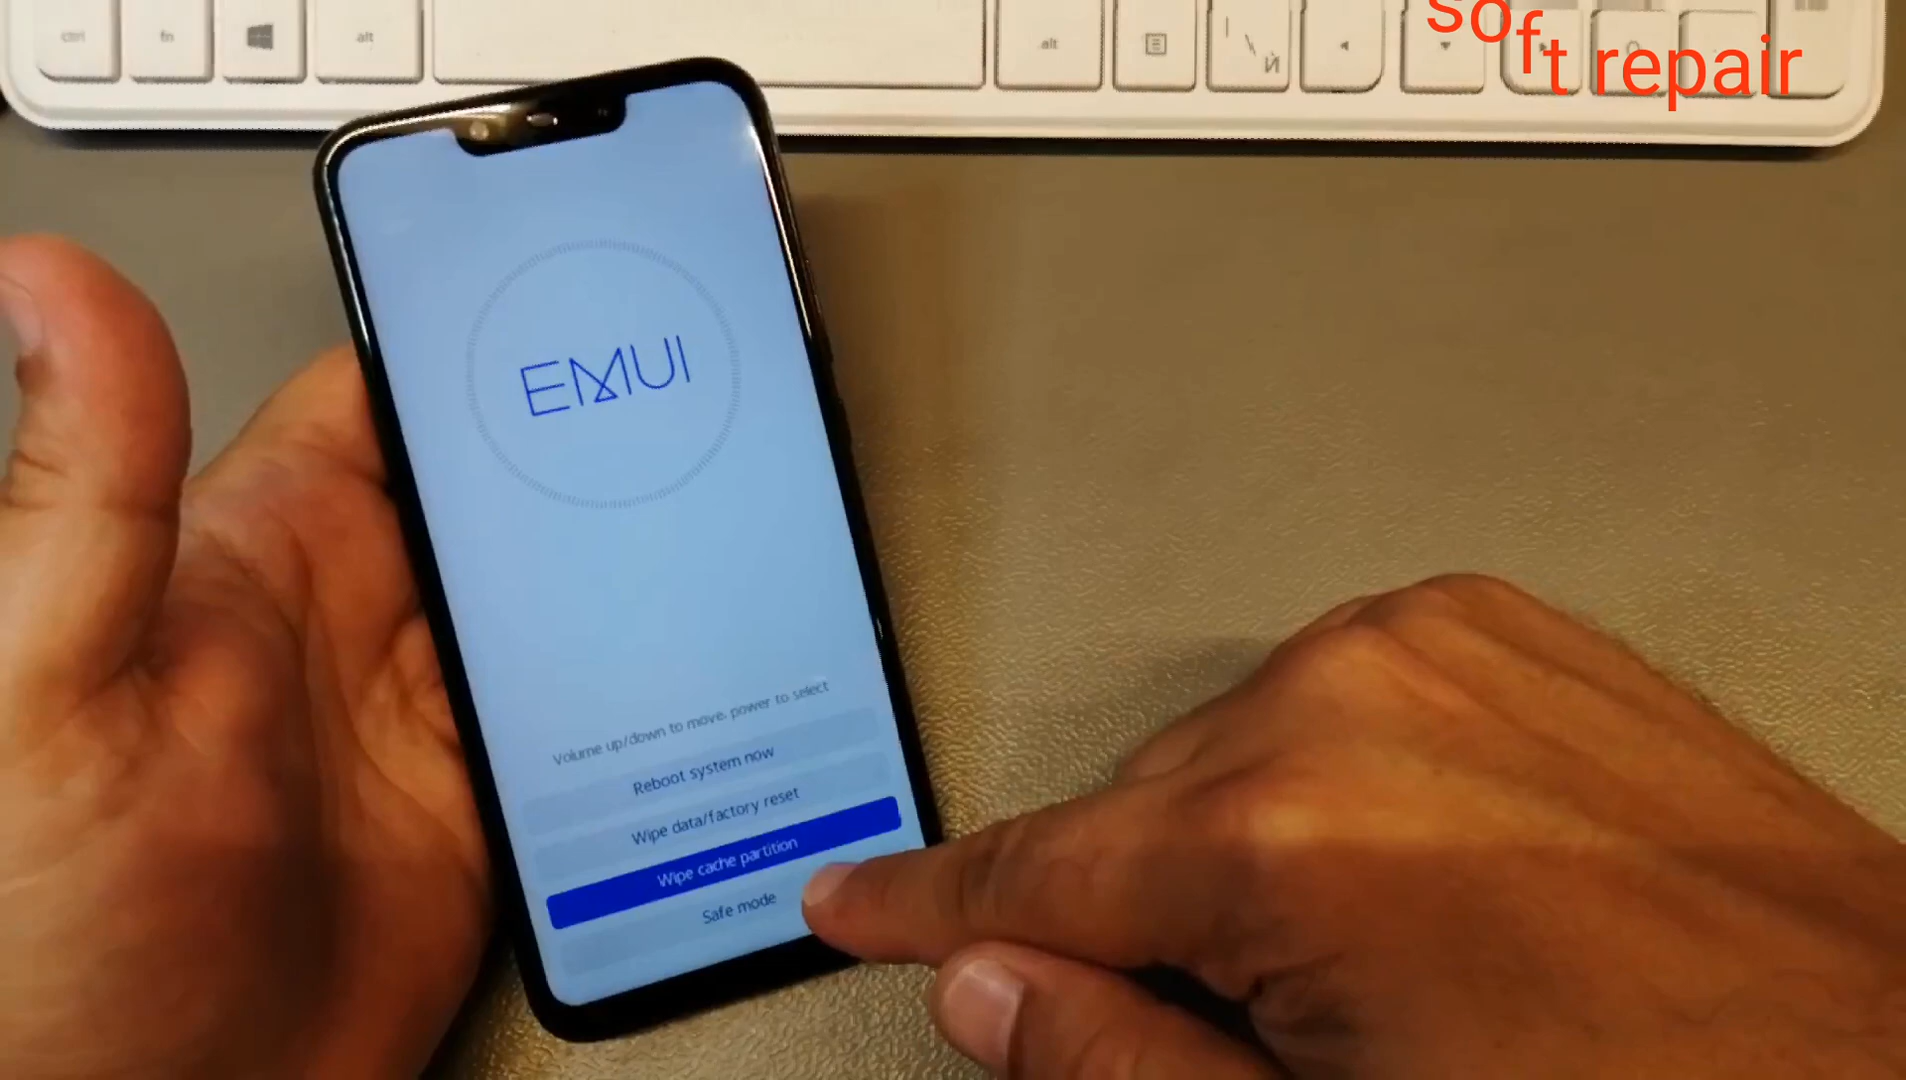 ctrl
fn
alt
alt
Й
soft repair
EMUI
Volume up/down to move, power to select
Reboot system now
Wipe data/factory reset
Wipe cache partition
Safe mode